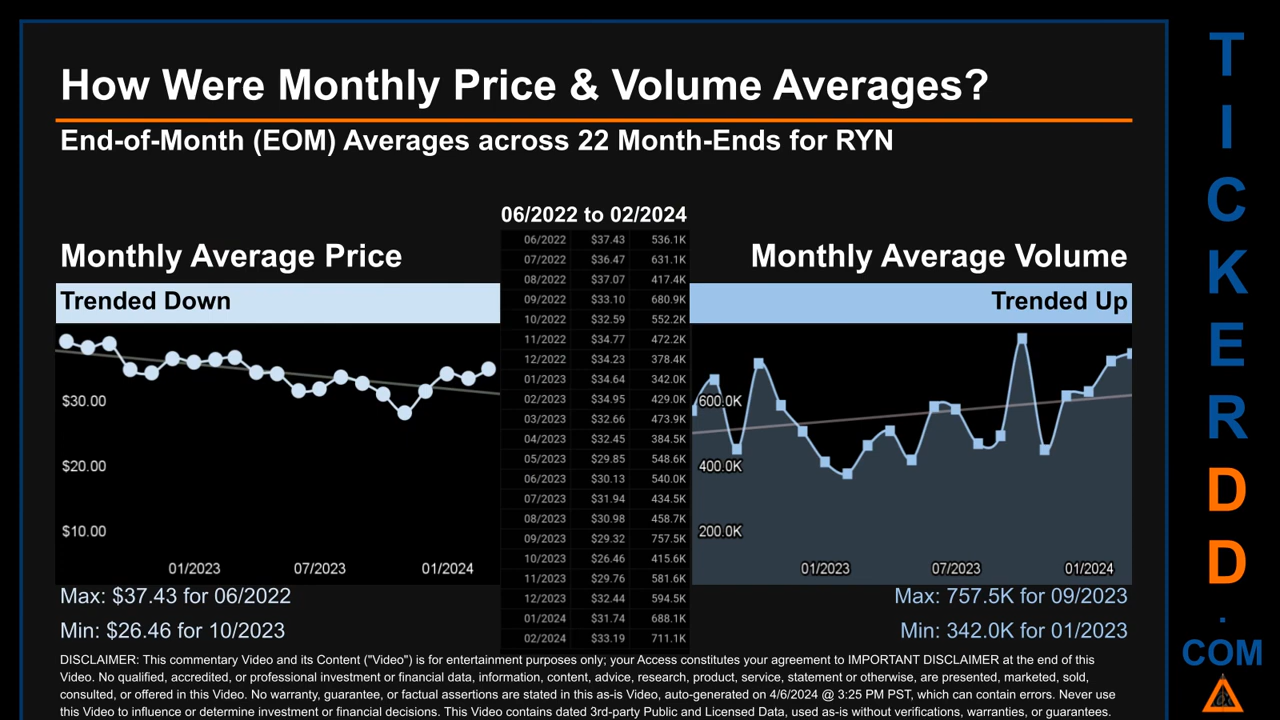 How Were Monthly Price & Volume Averages?
End-of-Month (EOM) Averages across 22 Month-Ends for RYN
06/2022 to 02/2024
Monthly Average Price
Trended Down
$30.00
$20.00
$10.00
01/2023 07/2023 01/2024
Max: $37.43 for 06/2022
Min: $26.46 for 10/2023
06/2022 $37.43 536.1K
07/2022 $36.47 631.1K
08/2022 $37.07 417.4K
09/2022 $33.10 680.9K
10/2022 $32.59 552.2K
11/2022 $34.77 472.2K
12/2022 $34.23 378.4K
01/2023 $34.64 342.0K
02/2023 $34.95 429.0K
03/2023 $32.66 473.9K
04/2023 $32.45 384.5K
05/2023 $29.85 548.6K
06/2023 $30.13 540.0K
07/2023 $31.94 434.5K
08/2023 $30.98 458.7K
09/2023 $29.32 757.5K
10/2023 $26.46 415.6K
11/2023 $29.76 581.6K
12/2023 $32.44 594.5K
01/2024 $31.74 688.1K
02/2024 $33.19 711.1K
Monthly Average Volume
Trended Up
600.0K
400.0K
200.0K
01/2023 07/2023 01/2024
Max: 757.5K for 09/2023
Min: 342.0K for 01/2023
DISCLAIMER: This commentary Video and its Content ("Video") is for entertainment purposes only; your Access constitutes your agreement to IMPORTANT DISCLAIMER at the end of this
Video. No qualified, accredited, or professional investment or financial data, information, content, advice, research, product, service, statement or otherwise, are presented, marketed, sold,
consulted, or offered in this Video. No warranty, guarantee, or factual assertions are stated in this as-is Video, auto-generated on 4/6/2024 @ 3:25 PM PST, which can contain errors. Never use
this Video to influence or determine investment or financial decisions. This Video contains dated 3rd-party Public and Licensed Data, used as-is without verifications, warranties, or guarantees.
T
I
C
K
E
R
D
D
.
COM